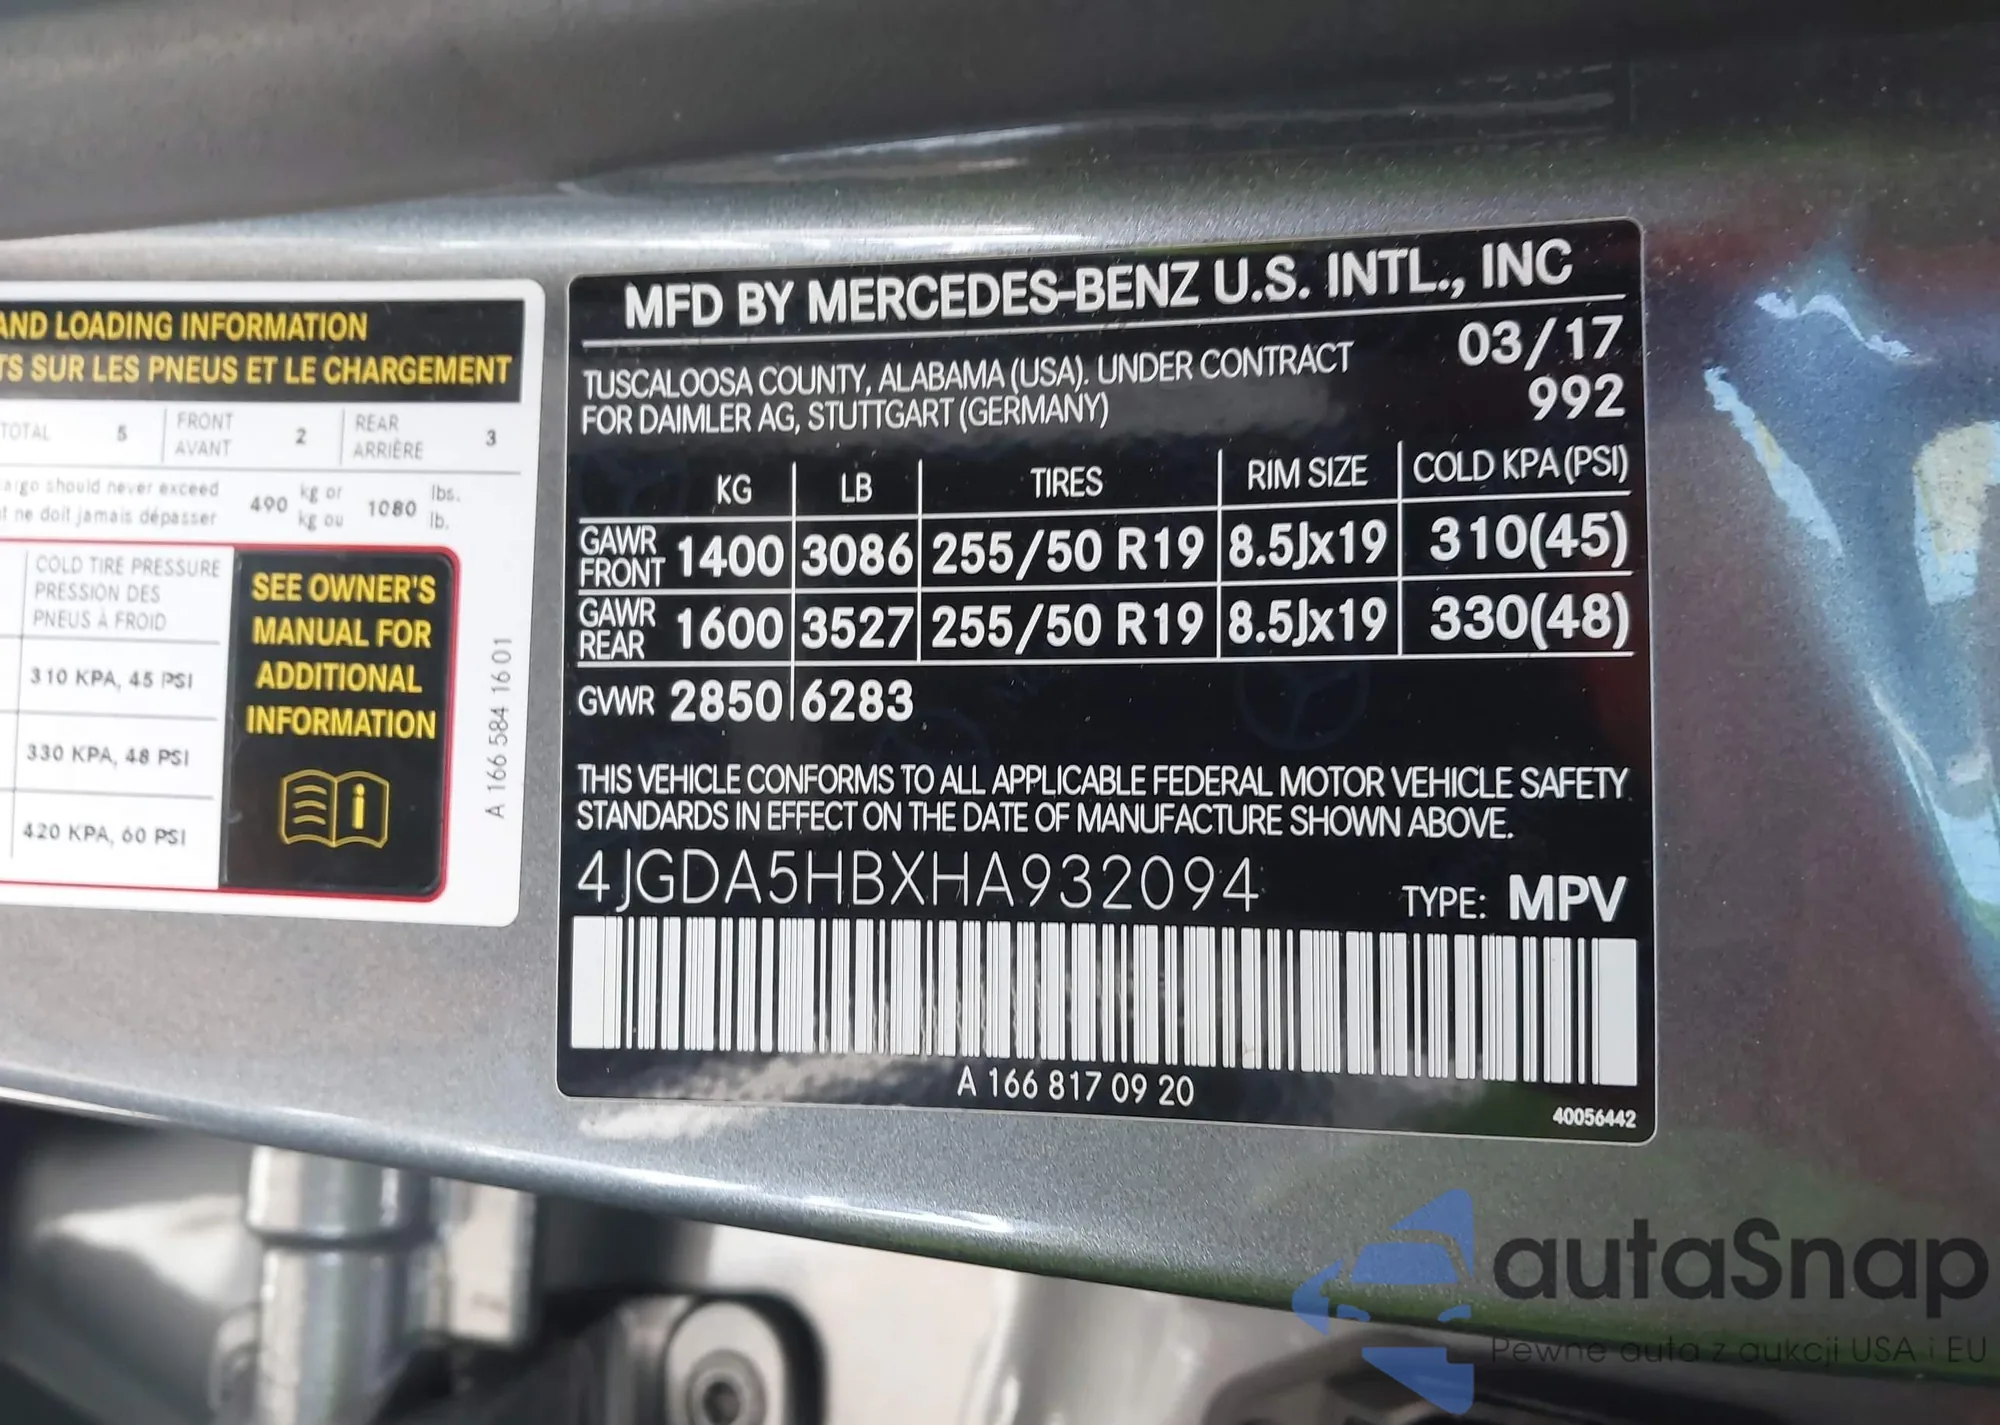 AND LOADING INFORMATION
TS SUR LES PNEUS ET LE CHARGEMENT
TOTAL 5 FRONT AVANT 2 REAR ARRIÈRE 3
argo should never exceed
t ne doit jamais dépasser
490 kg or kg ou 1080 lbs. lb.
COLD TIRE PRESSURE
PRESSION DES
PNEUS À FROID
310 KPA, 45 PSI
330 KPA, 48 PSI
420 KPA, 60 PSI
SEE OWNER'S
MANUAL FOR
ADDITIONAL
INFORMATION
A 166 584 16 01
MFD BY MERCEDES-BENZ U.S. INTL., INC
TUSCALOOSA COUNTY, ALABAMA (USA). UNDER CONTRACT
FOR DAIMLER AG, STUTTGART (GERMANY)
03/17
992
KG LB TIRES RIM SIZE COLD KPA (PSI)
GAWR FRONT 1400 3086 255/50 R19 8.5Jx19 310(45)
GAWR REAR 1600 3527 255/50 R19 8.5Jx19 330(48)
GVWR 2850 6283
THIS VEHICLE CONFORMS TO ALL APPLICABLE FEDERAL MOTOR VEHICLE SAFETY
STANDARDS IN EFFECT ON THE DATE OF MANUFACTURE SHOWN ABOVE.
4JGDA5HBXHA932094
TYPE: MPV
A 166 817 09 20
40056442
autaSnap
Pewne auta z aukcji USA i EU